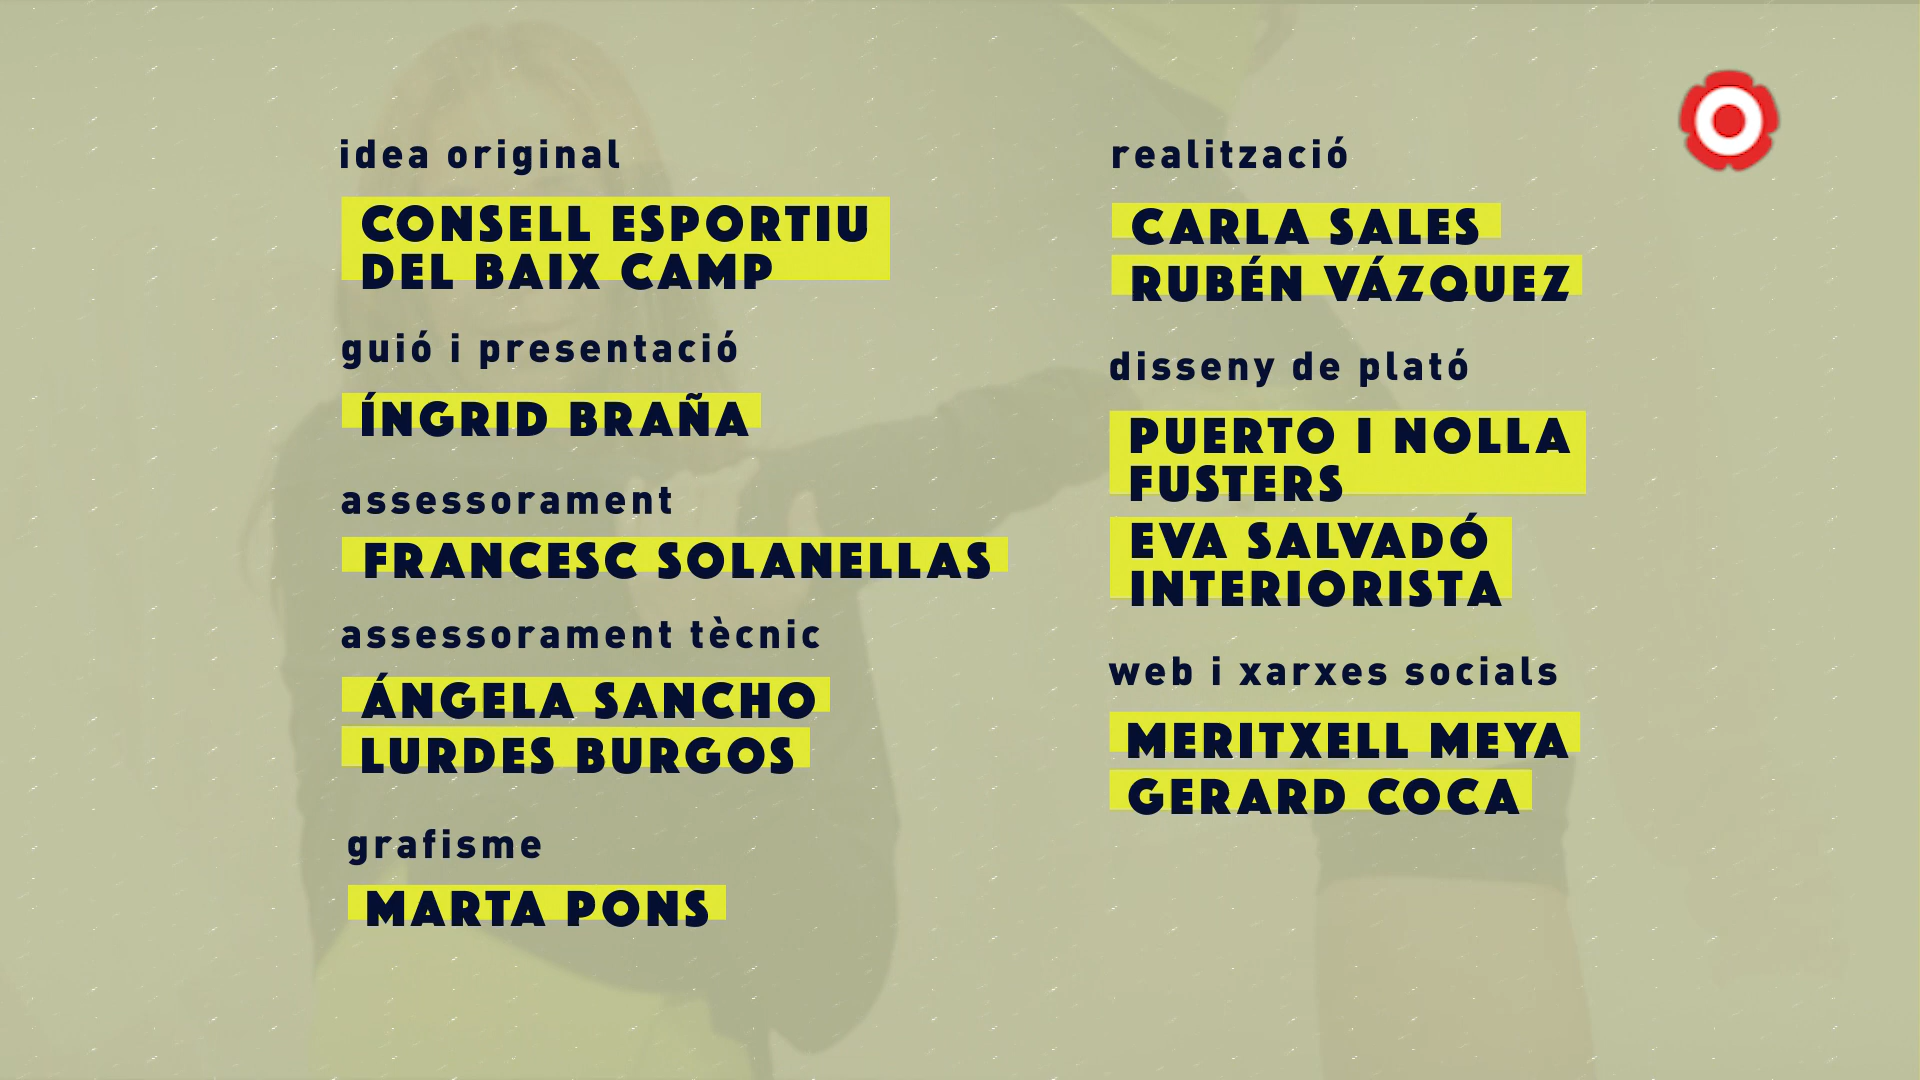 idea original
CONSELL ESPORTIU
DEL BAIX CAMP
guió i presentació
ÍNGRID BRAÑA
assessorament
FRANCESC SOLANELLAS
assessorament tècnic
ÁNGELA SANCHO
LURDES BURGOS
grafisme
MARTA PONS
realització
CARLA SALES
RUBÉN VÁZQUEZ
disseny de plató
PUERTO I NOLLA
FUSTERS
EVA SALVADÓ
INTERIORISTA
web i xarxes socials
MERITXELL MEYA
GERARD COCA